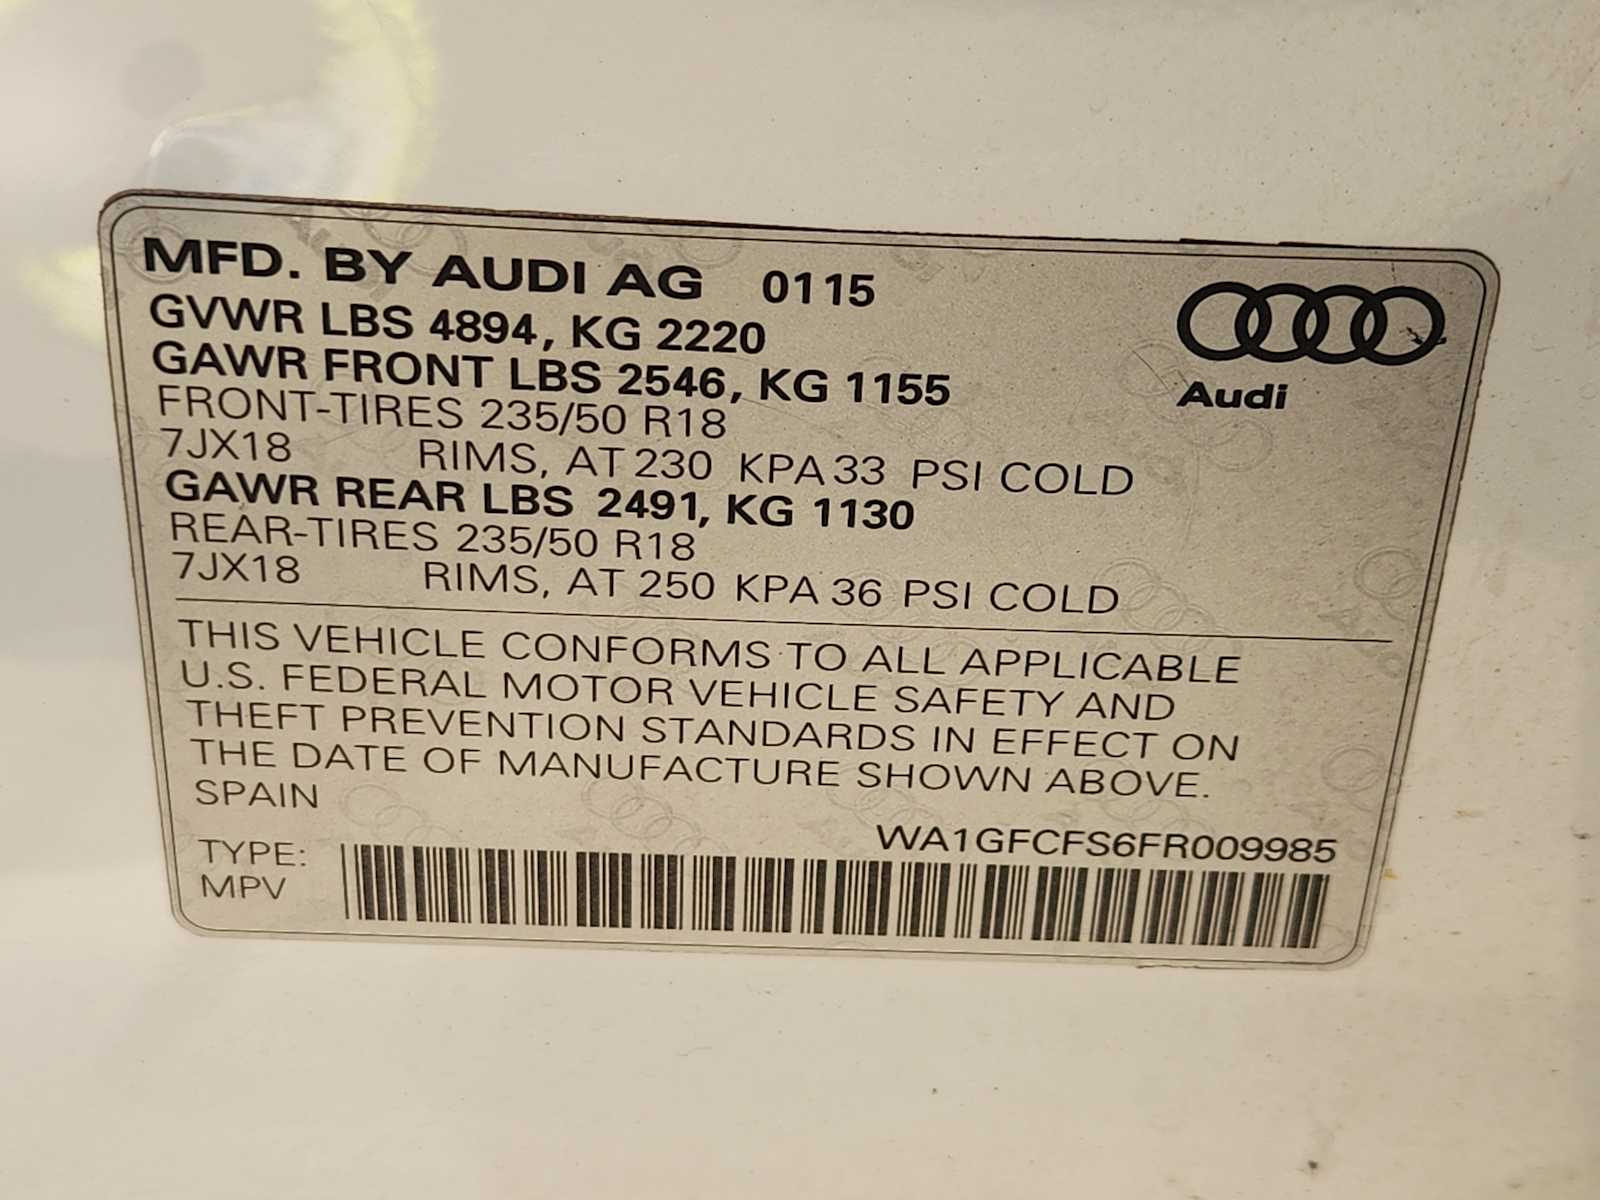 MFD. BY AUDI AG 0115
GVWR LBS 4894, KG 2220
GAWR FRONT LBS 2546, KG 1155
FRONT-TIRES 235/50 R18
7JX18 RIMS, AT 230 KPA 33 PSI COLD
GAWR REAR LBS 2491, KG 1130
REAR-TIRES 235/50 R18
7JX18 RIMS, AT 250 KPA 36 PSI COLD
Audi
THIS VEHICLE CONFORMS TO ALL APPLICABLE
U.S. FEDERAL MOTOR VEHICLE SAFETY AND
THEFT PREVENTION STANDARDS IN EFFECT ON
THE DATE OF MANUFACTURE SHOWN ABOVE.
SPAIN
WA1GFCFS6FR009985
TYPE:
MPV